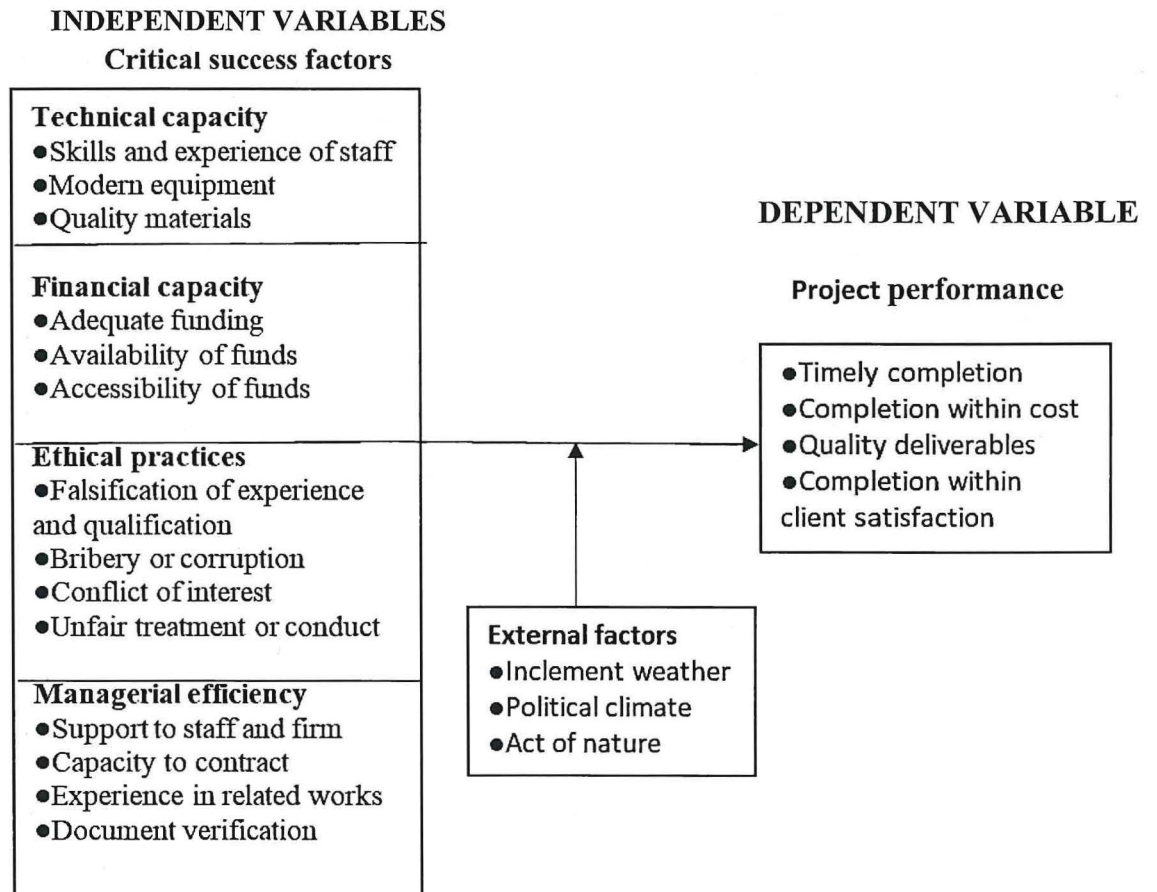 INDEPENDENT VARIABLES
Critical success factors
Technical capacity
●Skills and experience of staff
●Modern equipment
●Quality materials
Financial capacity
●Adequate funding
●Availability of funds
●Accessibility of funds
Ethical practices
●Falsification of experience
and qualification
●Bribery or corruption
●Conflict of interest
●Unfair treatment or conduct
Managerial efficiency
●Support to staff and firm
●Capacity to contract
●Experience in related works
●Document verification
External factors
●Inclement weather
●Political climate
●Act of nature
DEPENDENT VARIABLE
Project performance
●Timely completion
●Completion within cost
●Quality deliverables
●Completion within
client satisfaction